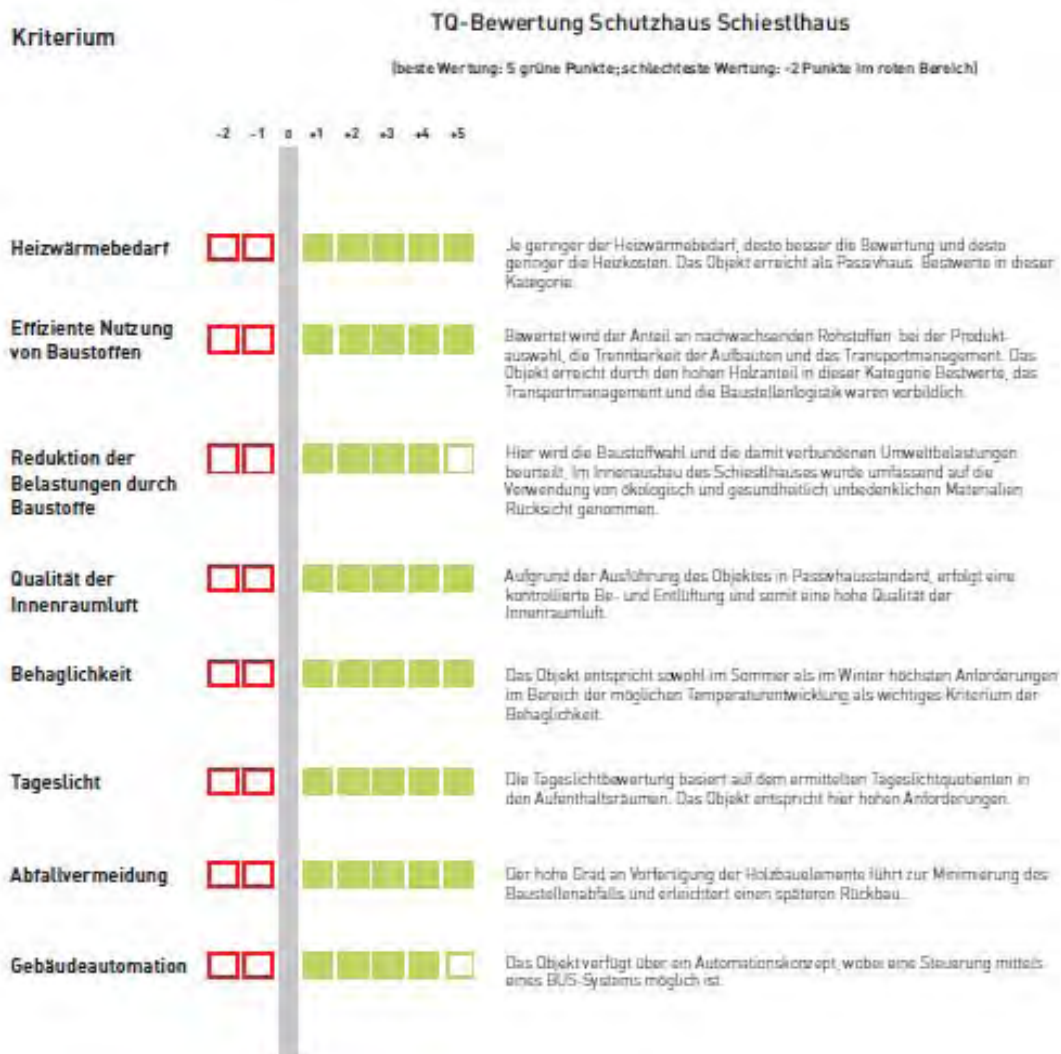 Kriterium
TQ-Bewertung Schutzhaus Schiestlhaus
(beste Wertung: 5 grüne Punkte; schlechteste Wertung: -2 Punkte im roten Bereich)
-2 -1 0 +1 +2 +3 +4 +5
Heizwärmebedarf
Je geringer der Heizwärmebedarf, desto besser die Bewertung und desto
geringer die Heizkosten. Das Objekt erreicht als Passivhaus Bestwerte in dieser
Kategorie.
Effiziente Nutzung
von Baustoffen
Bewertet wird der Anteil an nachwachsenden Rohstoffen bei der Produkt-
auswahl, die Trennbarkeit der Aufbauten und das Transportmanagement. Das
Objekt erreicht durch den hohen Holzanteil in dieser Kategorie Bestwerte, das
Transportmanagement und die Baustellenlogistik waren vorbildlich.
Reduktion der
Belastungen durch
Baustoffe
Hier wird die Baustoffwahl und die damit verbundenen Umweltbelastungen
beurteilt. Im Innenausbau des Schiestlhauses wurde umfassend auf die
Verwendung von ökologisch und gesundheitlich unbedenklichen Materialien
Rücksicht genommen.
Qualität der
Innenraumluft
Aufgrund der Ausführung des Objektes in Passivhausstandard, erfolgt eine
kontrollierte Be- und Entlüftung und somit eine hohe Qualität der
Innenraumluft.
Behaglichkeit
Das Objekt entspricht sowohl im Sommer als im Winter höchsten Anforderungen
im Bereich der möglichen Temperaturentwicklung als wichtiges Kriterium der
Behaglichkeit.
Tageslicht
Die Tageslichtbewertung basiert auf dem ermittelten Tageslichtquotienten in
den Aufenthaltsräumen. Das Objekt entspricht hier hohen Anforderungen.
Abfallvermeidung
Der hohe Grad an Vorfertigung der Holzbauelemente führt zur Minimierung des
Baustellenabfalls und erleichtert einen späteren Rückbau.
Gebäudeautomation
Das Objekt verfügt über ein Automationskonzept, wobei eine Steuerung mittels
eines BUS-Systems möglich ist.